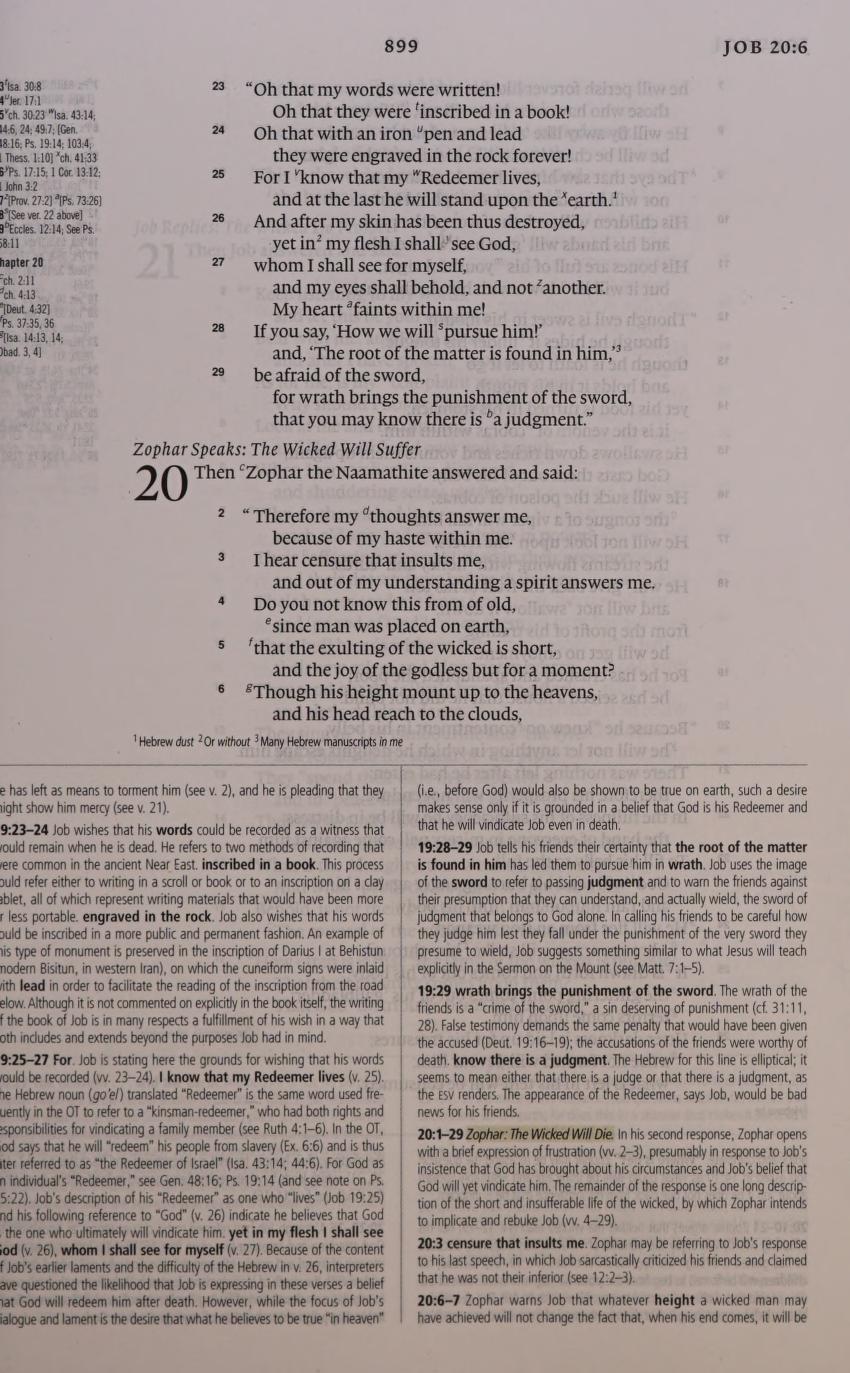 899
JOB 20:6
Isa. 30:8
Jer. 17:1
ch. 30:23 wIsa. 43:14;
44:6, 24; 49:7; [Gen.
48:16; Ps. 19:14; 103:4;
Thess. 1:10] xch. 41:33
Ps. 17:15; 1 Cor. 13:12;
John 3:2
[Prov. 27:2] a[Ps. 73:26]
[See ver. 22 above]
Eccles. 12:14; See Ps.
58:11
hapter 20
ch. 2:11
ch. 4:13
[Deut. 4:32]
Ps. 37:35, 36
[Isa. 14:13, 14;
Obad. 3, 4]
23 “Oh that my words were written!
Oh that they were tinscribed in a book!
24 Oh that with an iron upen and lead
they were engraved in the rock forever!
25 For I vknow that my wRedeemer lives,
and at the last he will stand upon the xearth.1
26 And after my skin has been thus destroyed,
yet in2 my flesh I shall ysee God,
27 whom I shall see for myself,
and my eyes shall behold, and not zanother.
My heart afaints within me!
28 If you say, ‘How we will spursue him!’
and, ‘The root of the matter is found in him,’3
29 be afraid of the sword,
for wrath brings the punishment of the sword,
that you may know there is ba judgment.”
Zophar Speaks: The Wicked Will Suffer
20 Then cZophar the Naamathite answered and said:
2 “Therefore my dthoughts answer me,
because of my haste within me.
3 I hear censure that insults me,
and out of my understanding a spirit answers me.
4 Do you not know this from of old,
esince man was placed on earth,
5 fthat the exulting of the wicked is short,
and the joy of the godless but for a moment?
6 gThough his height mount up to the heavens,
and his head reach to the clouds,
1 Hebrew dust 2 Or without 3 Many Hebrew manuscripts in me
e has left as means to torment him (see v. 2), and he is pleading that they
ight show him mercy (see v. 21).
9:23–24 Job wishes that his words could be recorded as a witness that
ould remain when he is dead. He refers to two methods of recording that
ere common in the ancient Near East. inscribed in a book. This process
ould refer either to writing in a scroll or book or to an inscription on a clay
ablet, all of which represent writing materials that would have been more
r less portable. engraved in the rock. Job also wishes that his words
ould be inscribed in a more public and permanent fashion. An example of
is type of monument is preserved in the inscription of Darius I at Behistun
modern Bisitun, in western Iran), on which the cuneiform signs were inlaid
ith lead in order to facilitate the reading of the inscription from the road
elow. Although it is not commented on explicitly in the book itself, the writing
f the book of Job is in many respects a fulfillment of his wish in a way that
oth includes and extends beyond the purposes Job had in mind.
9:25–27 For. Job is stating here the grounds for wishing that his words
ould be recorded (vv. 23–24). I know that my Redeemer lives (v. 25).
he Hebrew noun (go’el) translated “Redeemer” is the same word used fre-
uently in the OT to refer to a “kinsman-redeemer,” who had both rights and
esponsibilities for vindicating a family member (see Ruth 4:1–6). In the OT,
od says that he will “redeem” his people from slavery (Ex. 6:6) and is thus
ter referred to as “the Redeemer of Israel” (Isa. 43:14; 44:6). For God as
n individual’s “Redeemer,” see Gen. 48:16; Ps. 19:14 (and see note on Ps.
5:22). Job’s description of his “Redeemer” as one who “lives” (Job 19:25)
nd his following reference to “God” (v. 26) indicate he believes that God
the one who ultimately will vindicate him. yet in my flesh I shall see
od (v. 26), whom I shall see for myself (v. 27). Because of the content
f Job’s earlier laments and the difficulty of the Hebrew in v. 26, interpreters
ave questioned the likelihood that Job is expressing in these verses a belief
hat God will redeem him after death. However, while the focus of Job’s
ialogue and lament is the desire that what he believes to be true “in heaven”
(i.e., before God) would also be shown to be true on earth, such a desire
makes sense only if it is grounded in a belief that God is his Redeemer and
that he will vindicate Job even in death.
19:28–29 Job tells his friends their certainty that the root of the matter
is found in him has led them to pursue him in wrath. Job uses the image
of the sword to refer to passing judgment and to warn the friends against
their presumption that they can understand, and actually wield, the sword of
judgment that belongs to God alone. In calling his friends to be careful how
they judge him lest they fall under the punishment of the very sword they
presume to wield, Job suggests something similar to what Jesus will teach
explicitly in the Sermon on the Mount (see Matt. 7:1–5).
19:29 wrath brings the punishment of the sword. The wrath of the
friends is a “crime of the sword,” a sin deserving of punishment (cf. 31:11,
28). False testimony demands the same penalty that would have been given
the accused (Deut. 19:16–19); the accusations of the friends were worthy of
death. know there is a judgment. The Hebrew for this line is elliptical; it
seems to mean either that there is a judge or that there is a judgment, as
the ESV renders. The appearance of the Redeemer, says Job, would be bad
news for his friends.
20:1–29 Zophar: The Wicked Will Die. In his second response, Zophar opens
with a brief expression of frustration (vv. 2–3), presumably in response to Job’s
insistence that God has brought about his circumstances and Job’s belief that
God will yet vindicate him. The remainder of the response is one long descrip-
tion of the short and insufferable life of the wicked, by which Zophar intends
to implicate and rebuke Job (vv. 4–29).
20:3 censure that insults me. Zophar may be referring to Job’s response
to his last speech, in which Job sarcastically criticized his friends and claimed
that he was not their inferior (see 12:2–3).
20:6–7 Zophar warns Job that whatever height a wicked man may
have achieved will not change the fact that, when his end comes, it will be